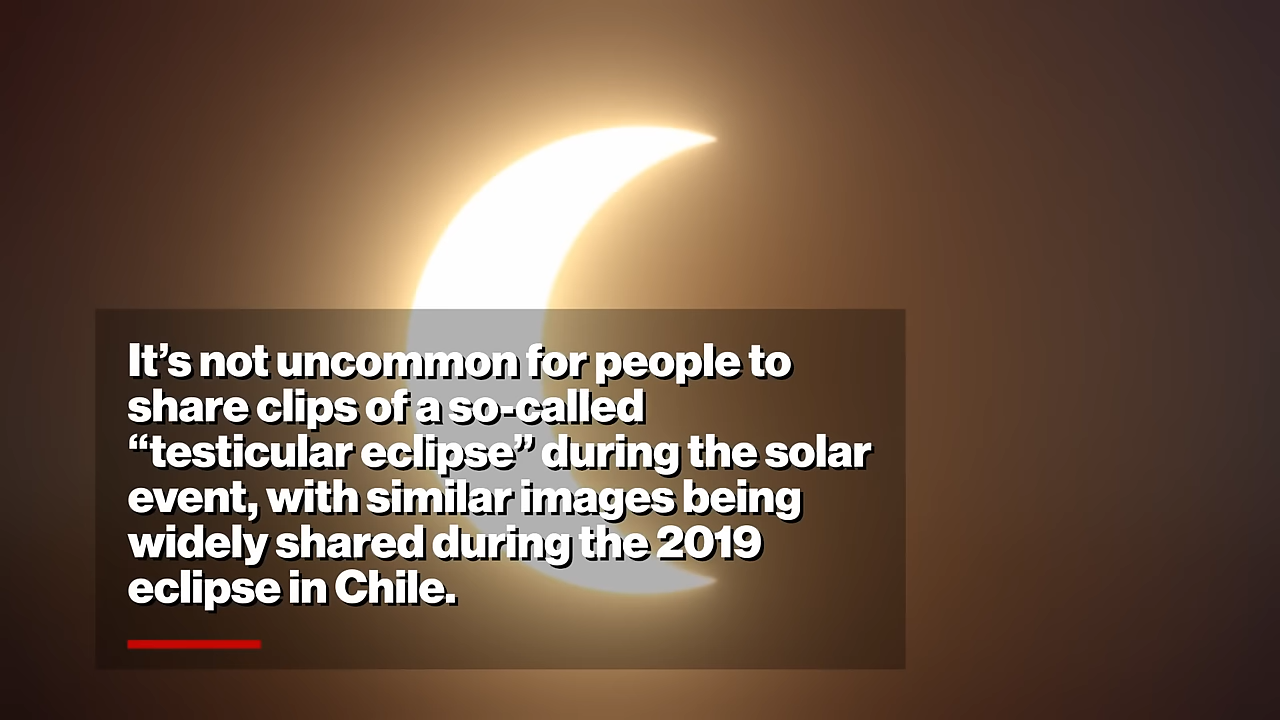 It’s not uncommon for people to
share clips of a so-called
“testicular eclipse” during the solar
event, with similar images being
widely shared during the 2019
eclipse in Chile.